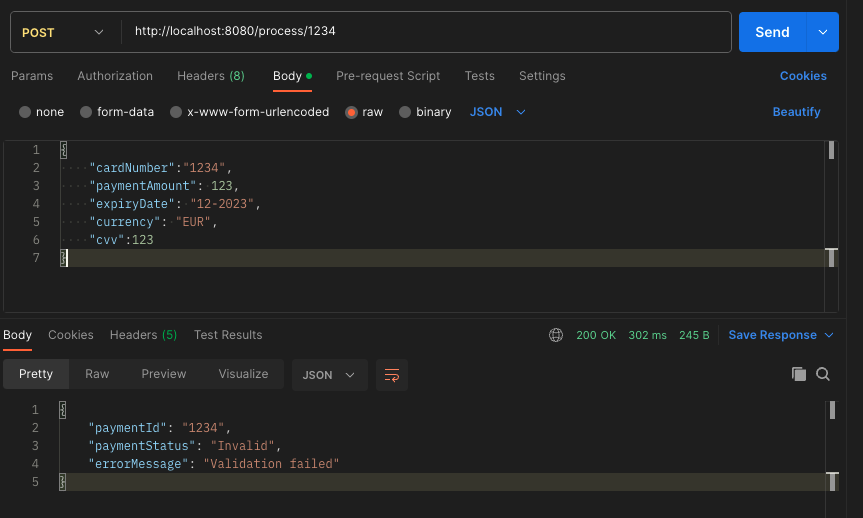 POST http://localhost:8080/process/1234 Send
Params Authorization Headers (8) Body Pre-request Script Tests Settings Cookies
none form-data x-www-form-urlencoded raw binary JSON Beautify
1 {
2 "cardNumber":"1234",
3 "paymentAmount": 123,
4 "expiryDate": "12-2023",
5 "currency": "EUR",
6 "cvv":123
7 }
Body Cookies Headers (5) Test Results 200 OK 302 ms 245 B Save Response
Pretty Raw Preview Visualize JSON
1 {
2 "paymentId": "1234",
3 "paymentStatus": "Invalid",
4 "errorMessage": "Validation failed"
5 }